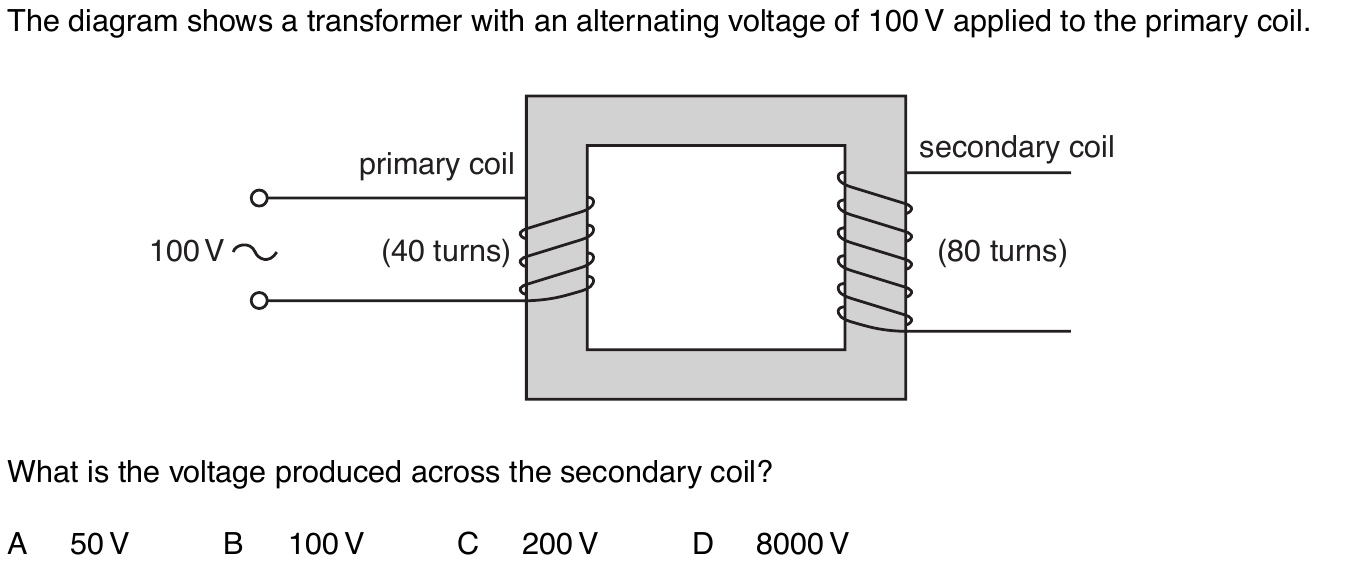 The diagram shows a transformer with an alternating voltage of 100 V applied to the primary coil.
primary coil
secondary coil
100 V
(40 turns)
(80 turns)
What is the voltage produced across the secondary coil?
A 50 V B 100 V C 200 V D 8000 V